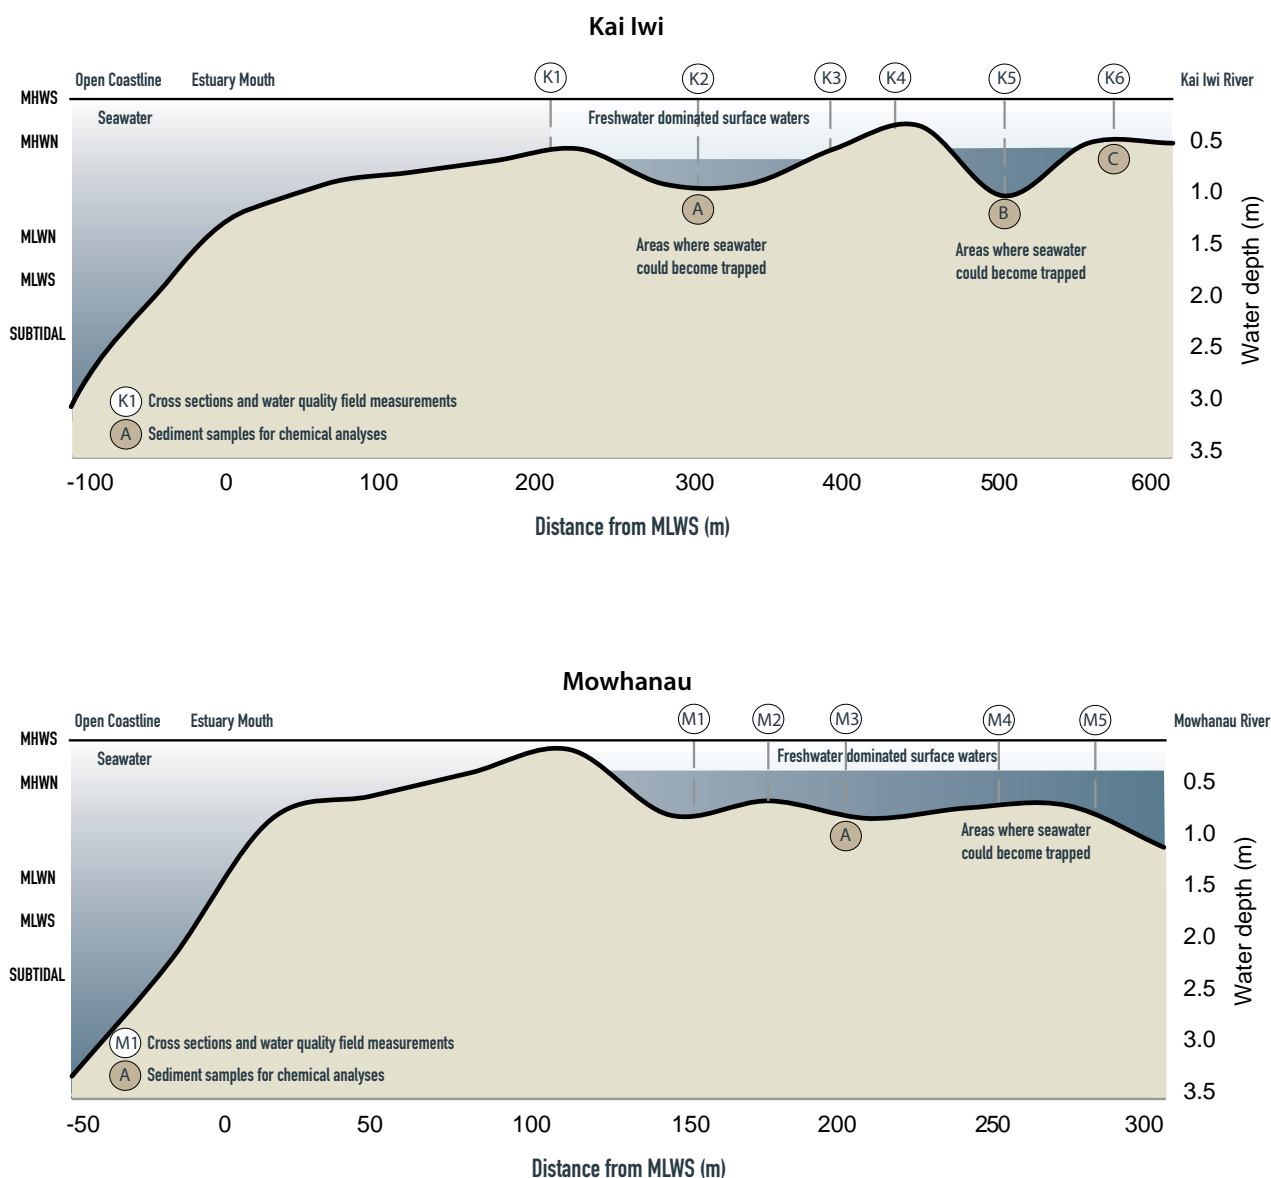 Kai Iwi
Open Coastline Estuary Mouth K1 K2 K3 K4 K5 K6 Kai Iwi River
MHWS
Seawater Freshwater dominated surface waters
MHWN 0.5
C
1.0
A B
MLWN Areas where seawater Areas where seawater 1.5
could become trapped could become trapped
MLWS
2.0
SUBTIDAL
2.5
Water depth (m)
K1 Cross sections and water quality field measurements 3.0
A Sediment samples for chemical analyses
3.5
-100 0 100 200 300 400 500 600
Distance from MLWS (m)
Mowhanau
Open Coastline Estuary Mouth M1 M2 M3 M4 M5 Mowhanau River
MHWS
Seawater Freshwater dominated surface waters
MHWN 0.5
A Areas where seawater 1.0
could become trapped
MLWN 1.5
MLWS
2.0
SUBTIDAL
2.5
Water depth (m)
M1 Cross sections and water quality field measurements 3.0
A Sediment samples for chemical analyses
3.5
-50 0 50 100 150 200 250 300
Distance from MLWS (m)